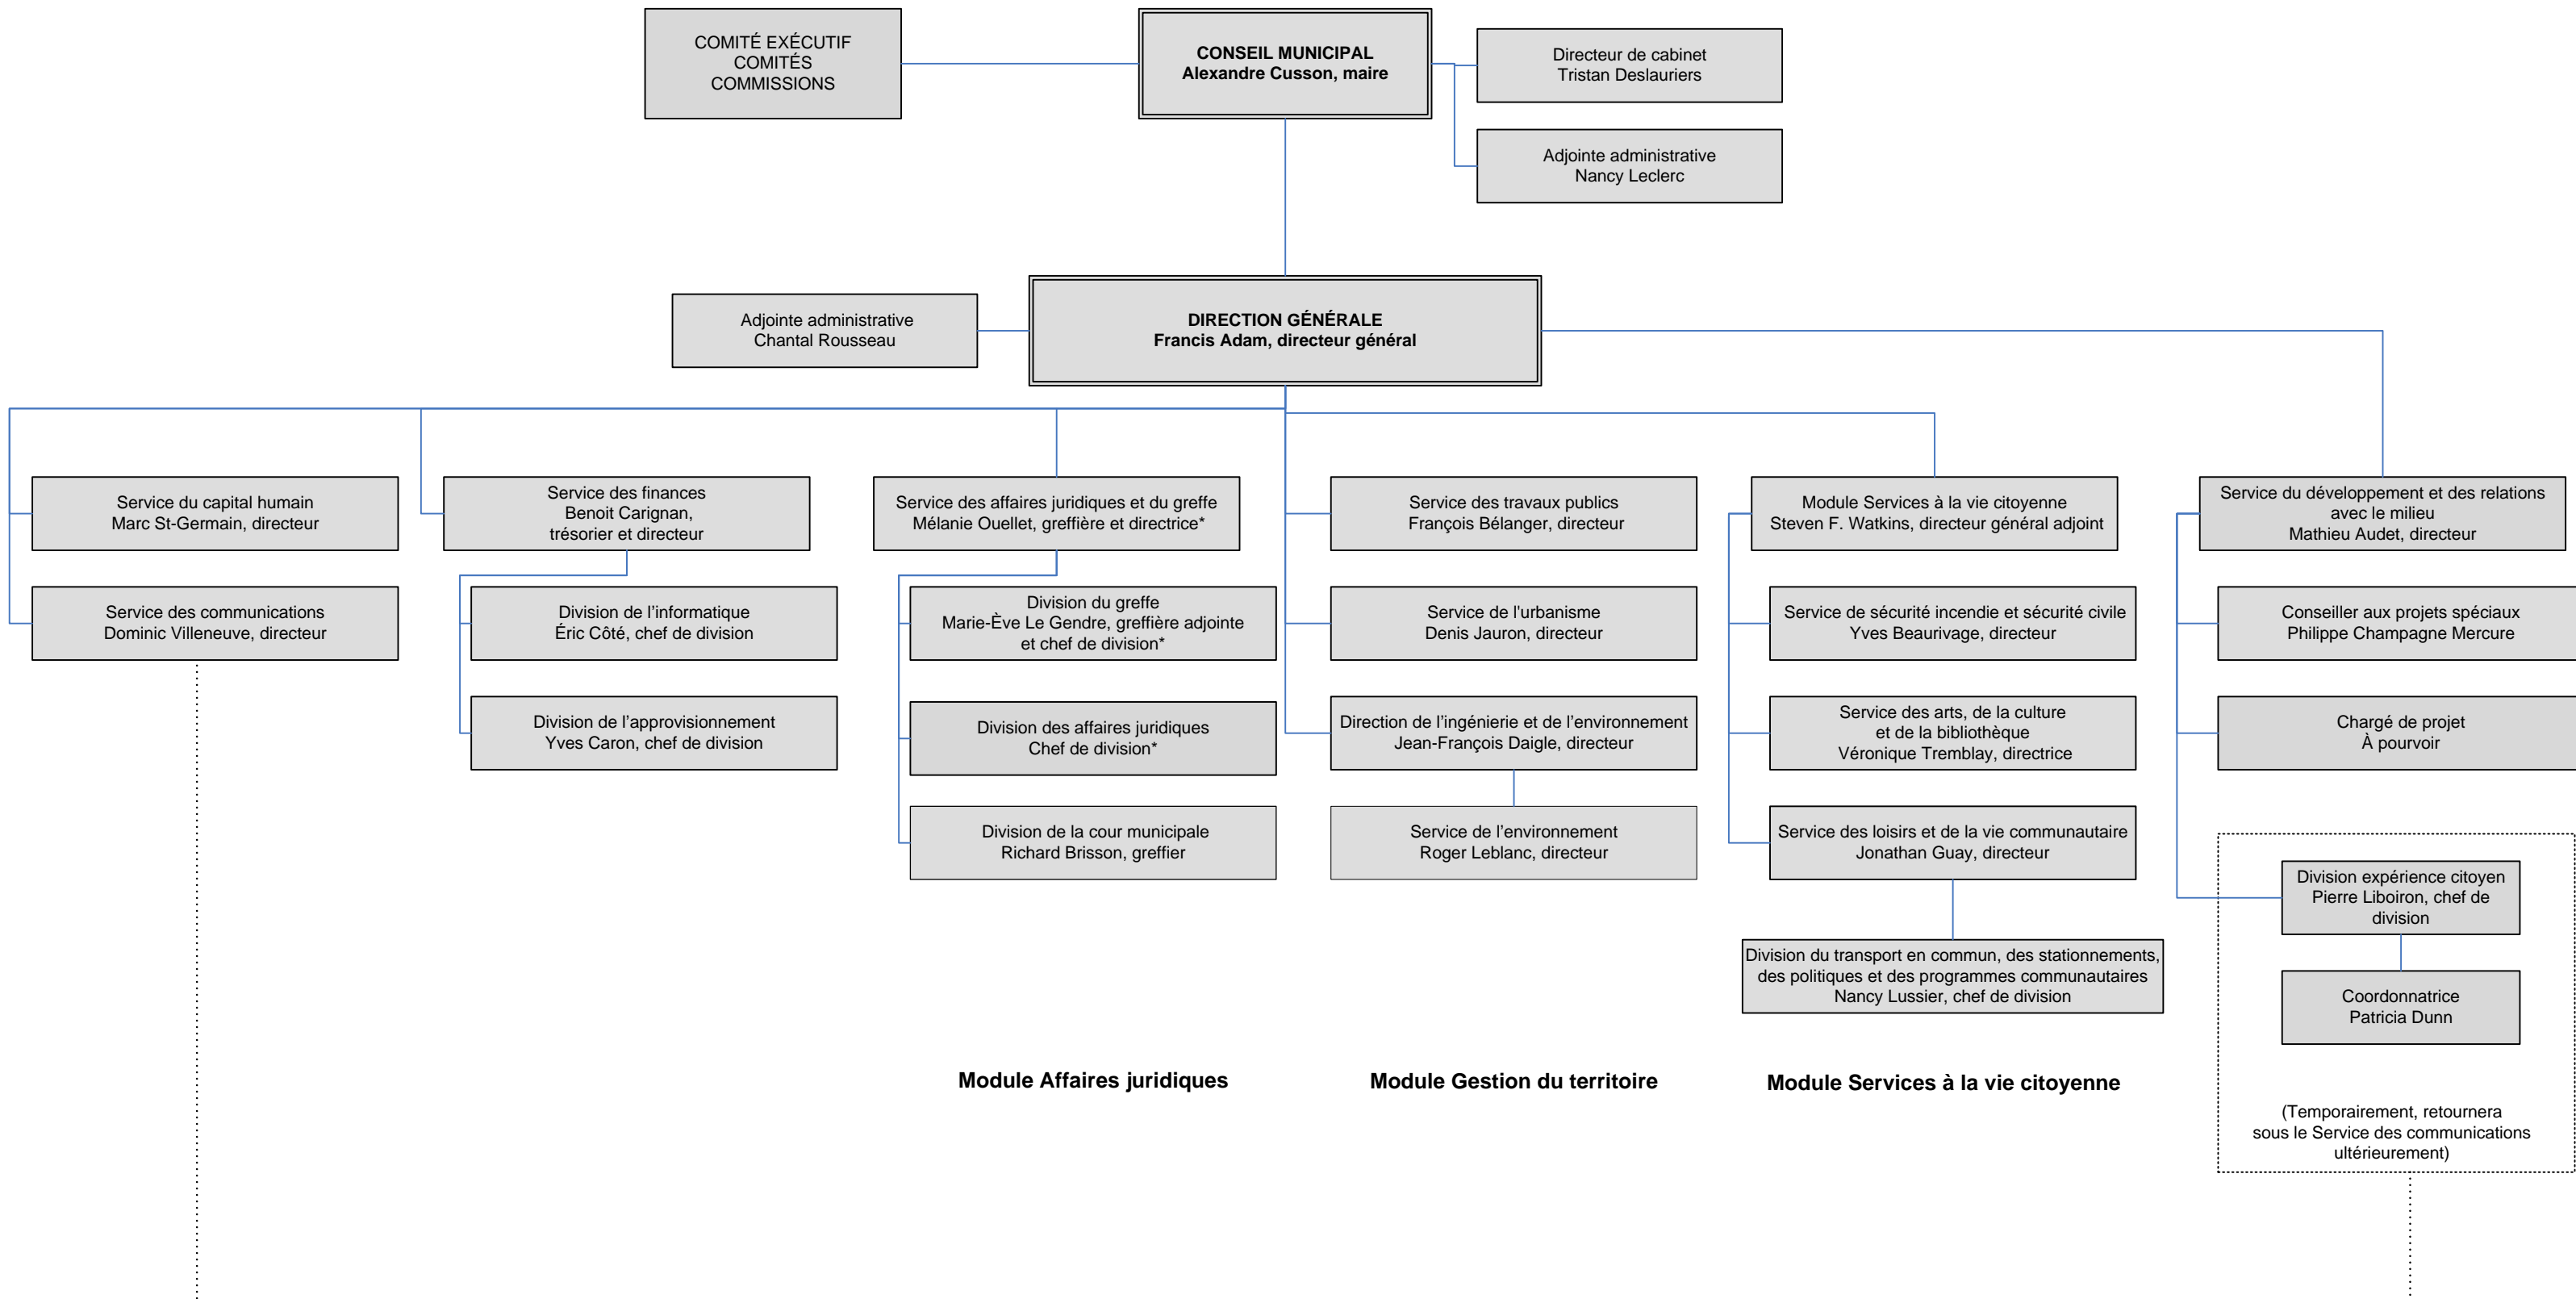 COMITÉ EXÉCUTIF
COMITÉS
COMMISSIONS
CONSEIL MUNICIPAL
Alexandre Cusson, maire
Directeur de cabinet
Tristan Deslauriers
Adjointe administrative
Nancy Leclerc
Adjointe administrative
Chantal Rousseau
DIRECTION GÉNÉRALE
Francis Adam, directeur général
Service du capital humain
Marc St-Germain, directeur
Service des communications
Dominic Villeneuve, directeur
Service des finances
Benoit Carignan,
trésorier et directeur
Division de l’informatique
Éric Côté, chef de division
Division de l’approvisionnement
Yves Caron, chef de division
Service des affaires juridiques et du greffe
Mélanie Ouellet, greffière et directrice*
Division du greffe
Marie-Ève Le Gendre, greffière adjointe
et chef de division*
Division des affaires juridiques
Chef de division*
Division de la cour municipale
Richard Brisson, greffier
Module Affaires juridiques
Service des travaux publics
François Bélanger, directeur
Service de l'urbanisme
Denis Jauron, directeur
Direction de l’ingénierie et de l’environnement
Jean-François Daigle, directeur
Service de l’environnement
Roger Leblanc, directeur
Module Gestion du territoire
Module Services à la vie citoyenne
Steven F. Watkins, directeur général adjoint
Service de sécurité incendie et sécurité civile
Yves Beaurivage, directeur
Service des arts, de la culture
et de la bibliothèque
Véronique Tremblay, directrice
Service des loisirs et de la vie communautaire
Jonathan Guay, directeur
Division du transport en commun, des stationnements,
des politiques et des programmes communautaires
Nancy Lussier, chef de division
Module Services à la vie citoyenne
Service du développement et des relations
avec le milieu
Mathieu Audet, directeur
Conseiller aux projets spéciaux
Philippe Champagne Mercure
Chargé de projet
À pourvoir
Division expérience citoyen
Pierre Liboiron, chef de
division
Coordonnatrice
Patricia Dunn
(Temporairement, retournera
sous le Service des communications
ultérieurement)